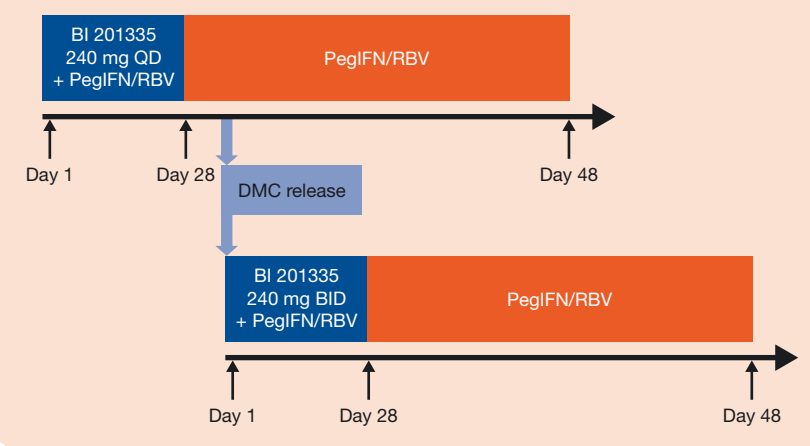 BI 201335
240 mg QD
+ PegIFN/RBV
PegIFN/RBV
Day 1
Day 28
Day 48
DMC release
BI 201335
240 mg BID
+ PegIFN/RBV
PegIFN/RBV
Day 1
Day 28
Day 48